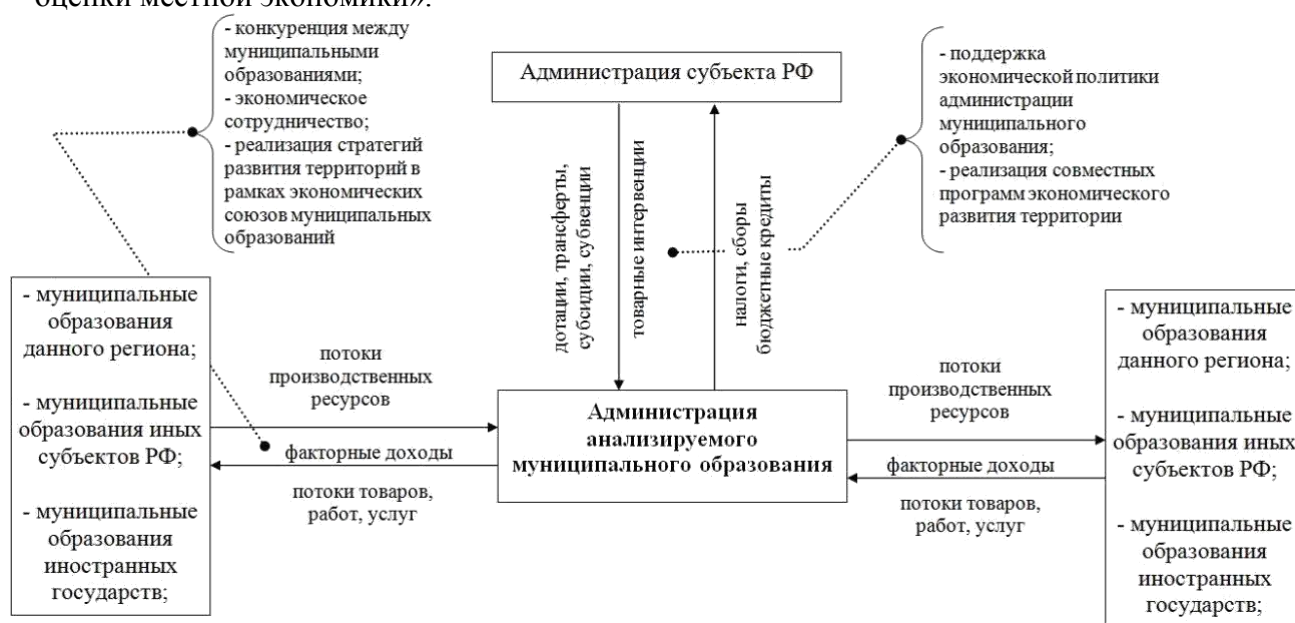 оценки местной экономики».
- конкуренция между
муниципальными
образованиями;
- экономическое
сотрудничество;
- реализация стратегий
развития территорий в
рамках экономических
союзов муниципальных
образований
Администрация субъекта РФ
- поддержка
экономической политики
администрации
муниципального
образования;
- реализация совместных
программ экономического
развития территории
дотации, трансферты,
субсидии, субвенции
товарные интервенции
налоги, сборы
бюджетные кредиты
- муниципальные
образования
данного региона;
- муниципальные
образования иных
субъектов РФ;
- муниципальные
образования
иностранных
государств;
потоки
производственных
ресурсов
факторные доходы
потоки товаров,
работ, услуг
Администрация
анализируемого
муниципального образования
потоки
производственных
ресурсов
факторные доходы
потоки товаров,
работ, услуг
- муниципальные
образования
данного региона;
- муниципальные
образования иных
субъектов РФ;
- муниципальные
образования
иностранных
государств;